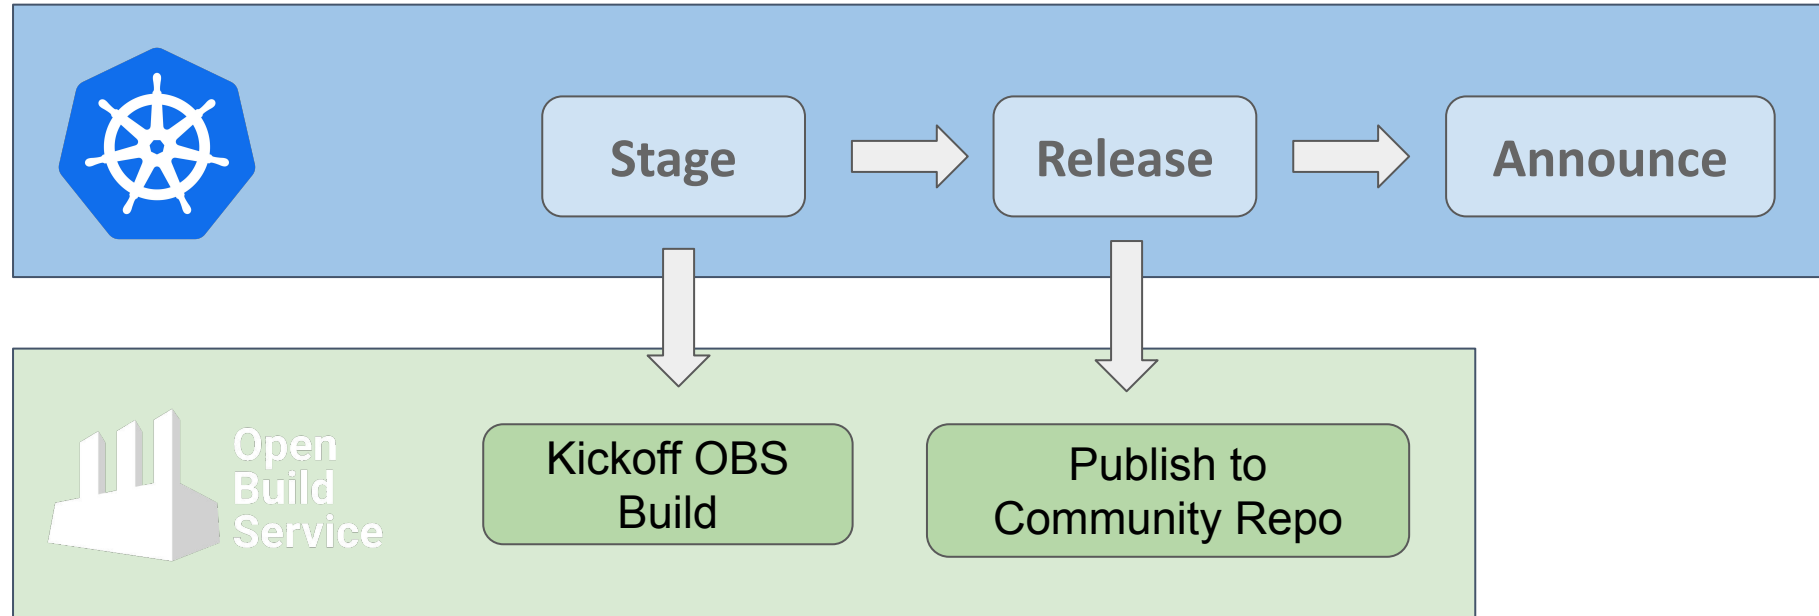 Stage
Release
Announce
Open
Build
Service
Kickoff OBS
Build
Publish to
Community Repo